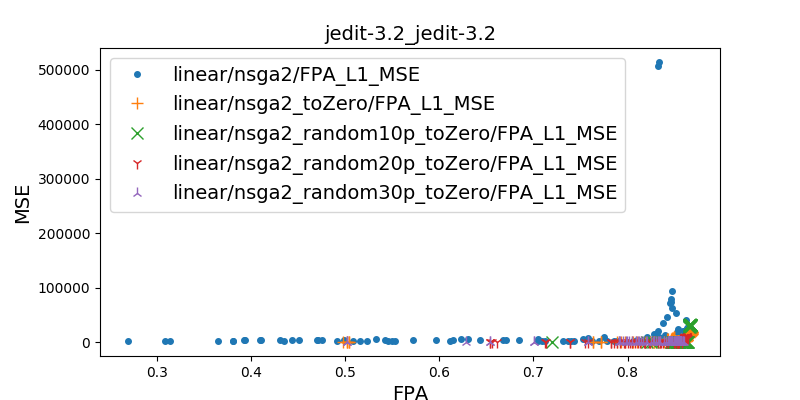 jedit-3.2_jedit-3.2
linear/nsga2/FPA_L1_MSE
linear/nsga2_toZero/FPA_L1_MSE
linear/nsga2_random10p_toZero/FPA_L1_MSE
linear/nsga2_random20p_toZero/FPA_L1_MSE
linear/nsga2_random30p_toZero/FPA_L1_MSE
500000
400000
300000
200000
100000
0
MSE
0.3 0.4 0.5 0.6 0.7 0.8
FPA